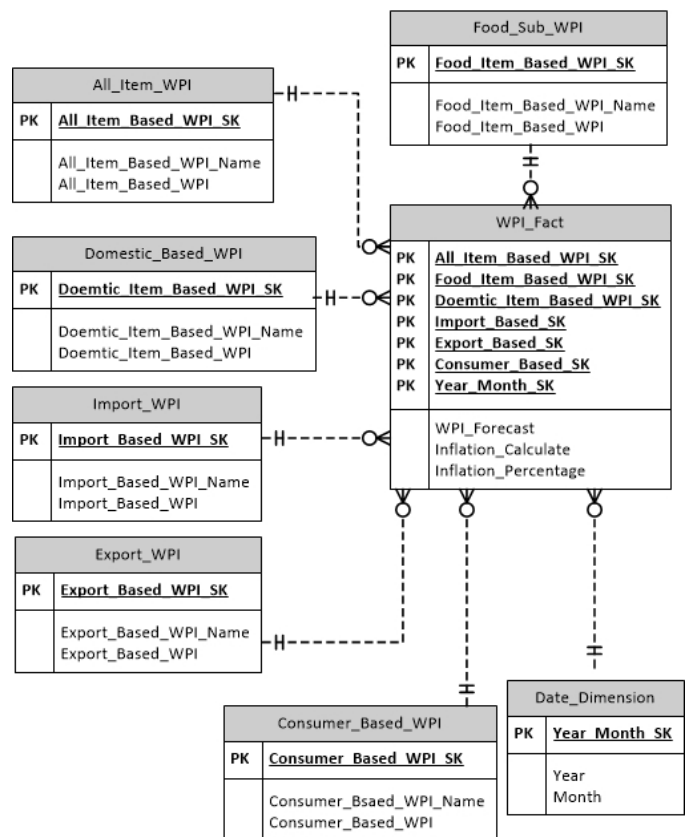 Food_Sub_WPI
PK Food_Item_Based_WPI_SK
Food_Item_Based_WPI_Name
Food_Item_Based_WPI
All_Item_WPI
PK All_Item_Based_WPI_SK
All_Item_Based_WPI_Name
All_Item_Based_WPI
WPI_Fact
PK All_Item_Based_WPI_SK
PK Food_Item_Based_WPI_SK
PK Doemtic_Item_Based_WPI_SK
PK Import_Based_SK
PK Export_Based_SK
PK Consumer_Based_SK
PK Year_Month_SK
WPI_Forecast
Inflation_Calculate
Inflation_Percentage
Domestic_Based_WPI
PK Doemtic_Item_Based_WPI_SK
Doemtic_Item_Based_WPI_Name
Doemtic_Item_Based_WPI
Import_WPI
PK Import_Based_WPI_SK
Import_Based_WPI_Name
Import_Based_WPI
Export_WPI
PK Export_Based_WPI_SK
Export_Based_WPI_Name
Export_Based_WPI
Consumer_Based_WPI
PK Consumer_Based_WPI_SK
Consumer_Bsaed_WPI_Name
Consumer_Based_WPI
Date_Dimension
PK Year_Month_SK
Year
Month